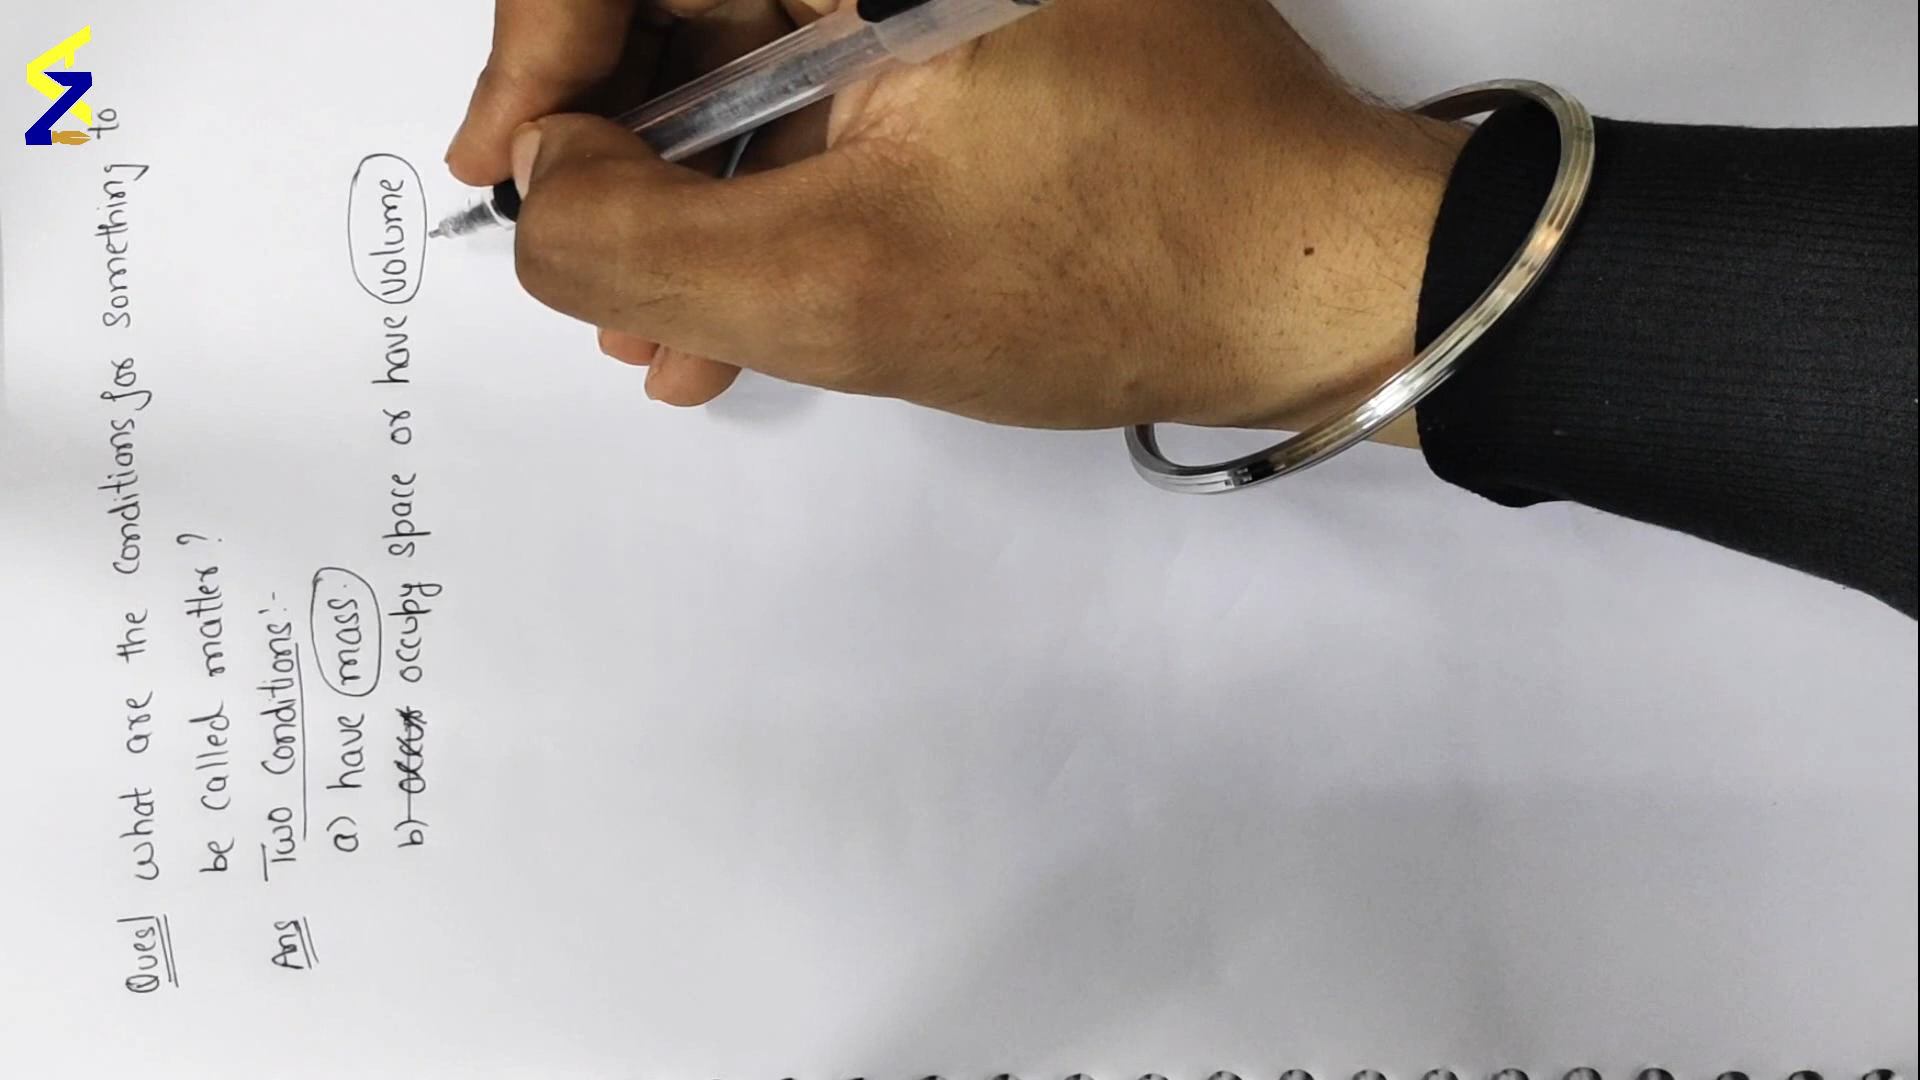 Ques| What are the conditions for something to
be called matter?
Ans Two Conditions:-
a) have mass.
b) occupy space or have volume